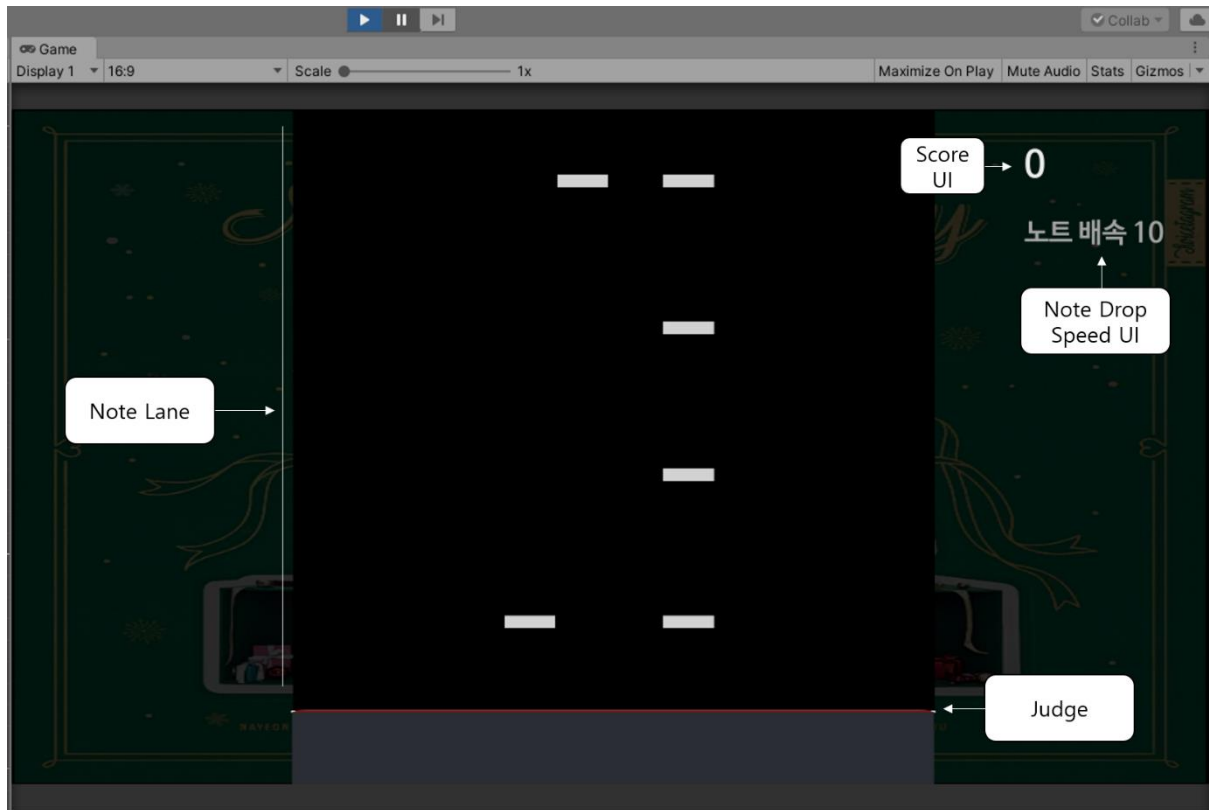 Collab
Game
Display 1 16:9 Scale 1x Maximize On Play Mute Audio Stats Gizmos
Score
UI
0
노트 배속 10
Note Drop
Speed UI
Note Lane
Judge